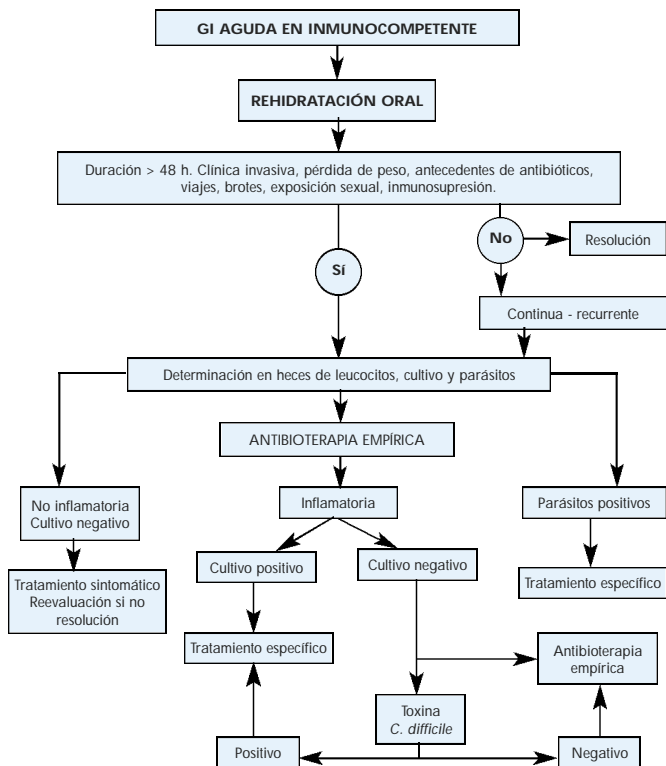 GI AGUDA EN INMUNOCOMPETENTE
REHIDRATACIÓN ORAL
Duración > 48 h. Clínica invasiva, pérdida de peso, antecedentes de antibióticos,
viajes, brotes, exposición sexual, inmunosupresión.
No
Resolución
Sí
Continua - recurrente
Determinación en heces de leucocitos, cultivo y parásitos
ANTIBIOTERAPIA EMPÍRICA
No inflamatoria
Cultivo negativo
Inflamatoria
Parásitos positivos
Cultivo positivo
Cultivo negativo
Tratamiento sintomático
Reevaluación si no
resolución
Tratamiento específico
Tratamiento específico
Antibioterapia
empírica
Toxina
C. difficile
Positivo
Negativo